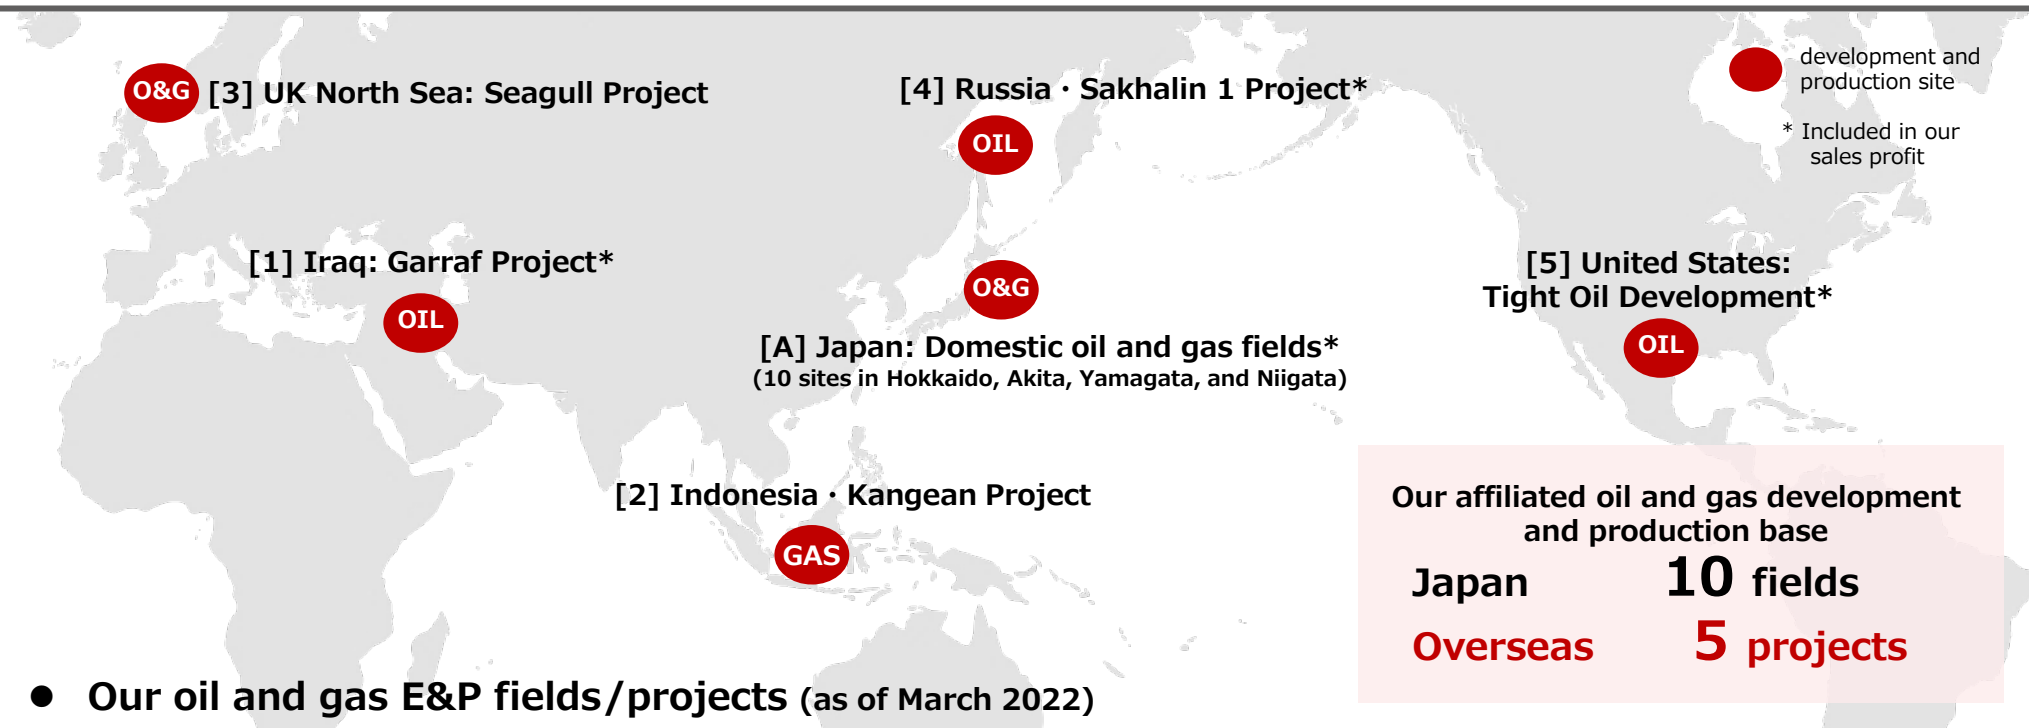 O&G
[3] UK North Sea: Seagull Project
[4] Russia・Sakhalin 1 Project*
OIL
development and
production site
* Included in our
sales profit
[1] Iraq: Garraf Project*
OIL
O&G
[A] Japan: Domestic oil and gas fields*
(10 sites in Hokkaido, Akita, Yamagata, and Niigata)
[5] United States:
Tight Oil Development*
OIL
[2] Indonesia・Kangean Project
GAS
Our affiliated oil and gas development
and production base
Japan 10 fields
Overseas 5 projects
● Our oil and gas E&P fields/projects (as of March 2022)